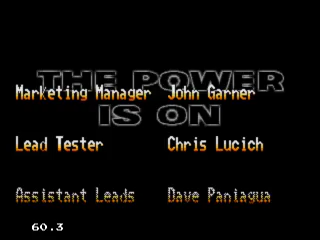 THE POWER
Marketing Manager John Garner
IS ON
Lead Tester Chris Lucich
Assistant Leads Dave Paniagua
60.3